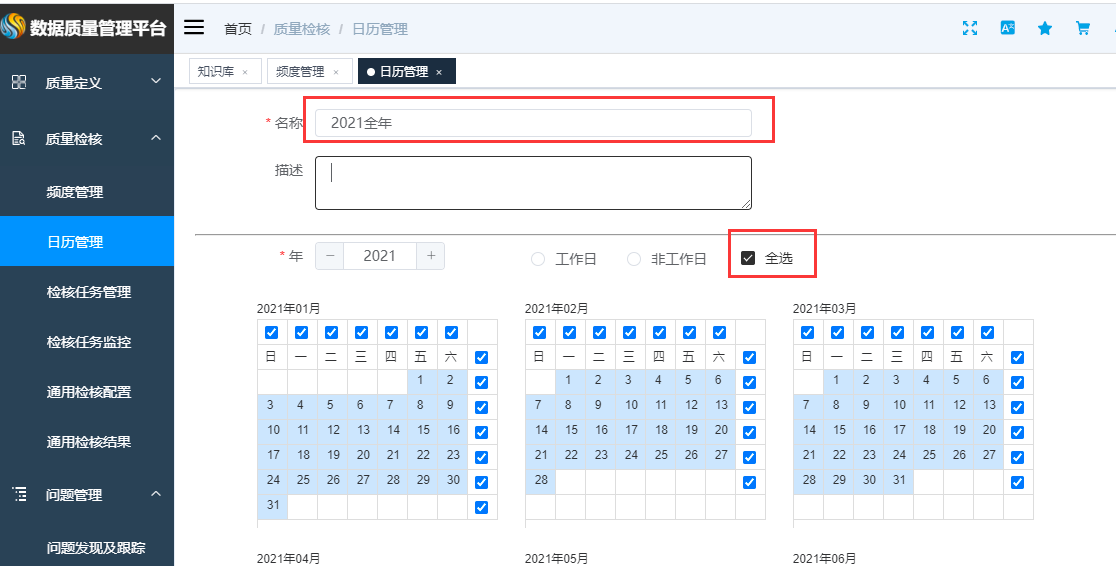 数据质量管理平台
首页 / 质量检核 / 日历管理
知识库 ×
频度管理 ×
日历管理 ×
质量定义
质量检核
频度管理
日历管理
检核任务管理
检核任务监控
通用检核配置
通用检核结果
问题管理
问题发现及跟踪
* 名称 2021全年
描述
* 年 − 2021 + 工作日 非工作日 全选
2021年01月
日 一 二 三 四 五 六
1 2
3 4 5 6 7 8 9
10 11 12 13 14 15 16
17 18 19 20 21 22 23
24 25 26 27 28 29 30
31
2021年02月
日 一 二 三 四 五 六
1 2 3 4 5 6
7 8 9 10 11 12 13
14 15 16 17 18 19 20
21 22 23 24 25 26 27
28
2021年03月
日 一 二 三 四 五 六
1 2 3 4 5 6
7 8 9 10 11 12 13
14 15 16 17 18 19 20
21 22 23 24 25 26 27
28 29 30 31
2021年04月
2021年05月
2021年06月